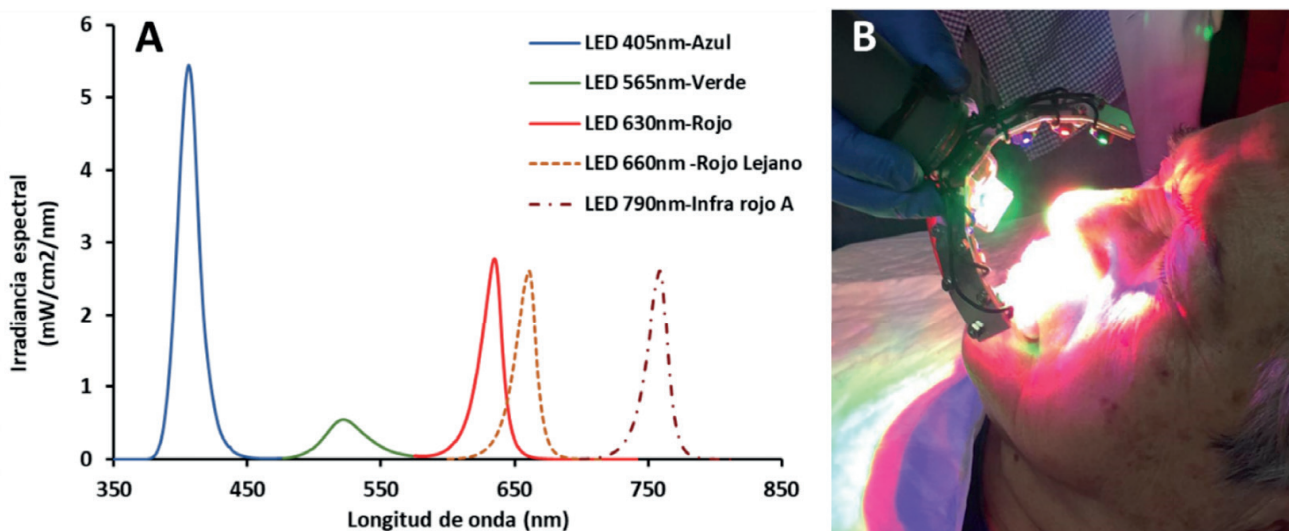 A
B
6
5
4
3
2
1
0
350
450
550
650
750
850
Irradiancia espectral
(mW/cm2/nm)
Longitud de onda (nm)
LED 405nm-Azul
LED 565nm-Verde
LED 630nm-Rojo
LED 660nm -Rojo Lejano
LED 790nm-Infra rojo A